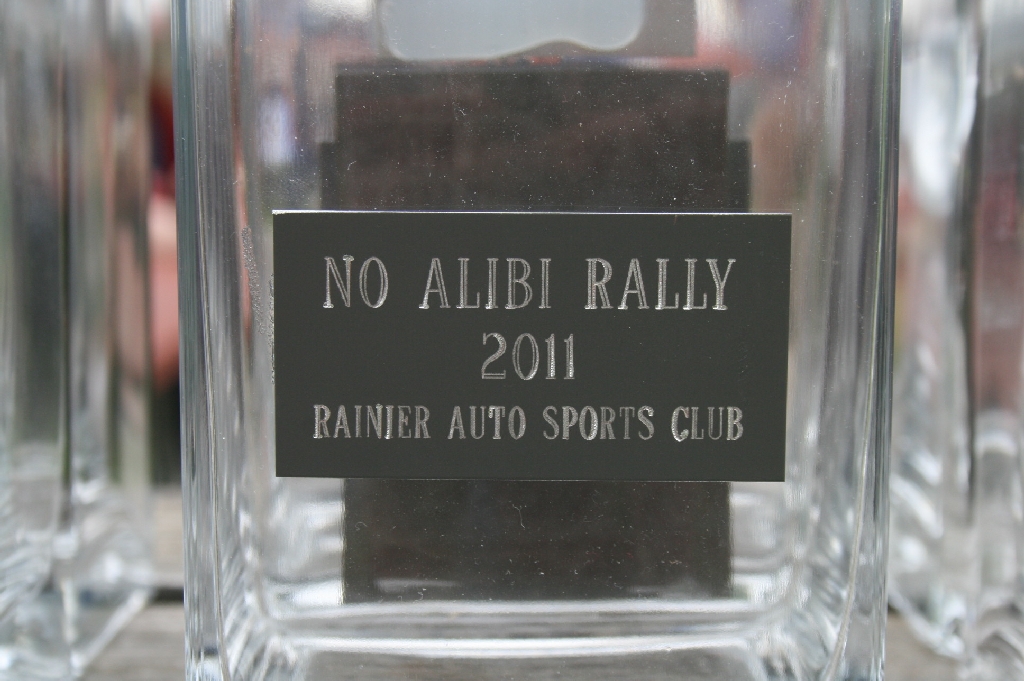 NO ALIBI RALLY
2011
RAINIER AUTO SPORTS CLUB